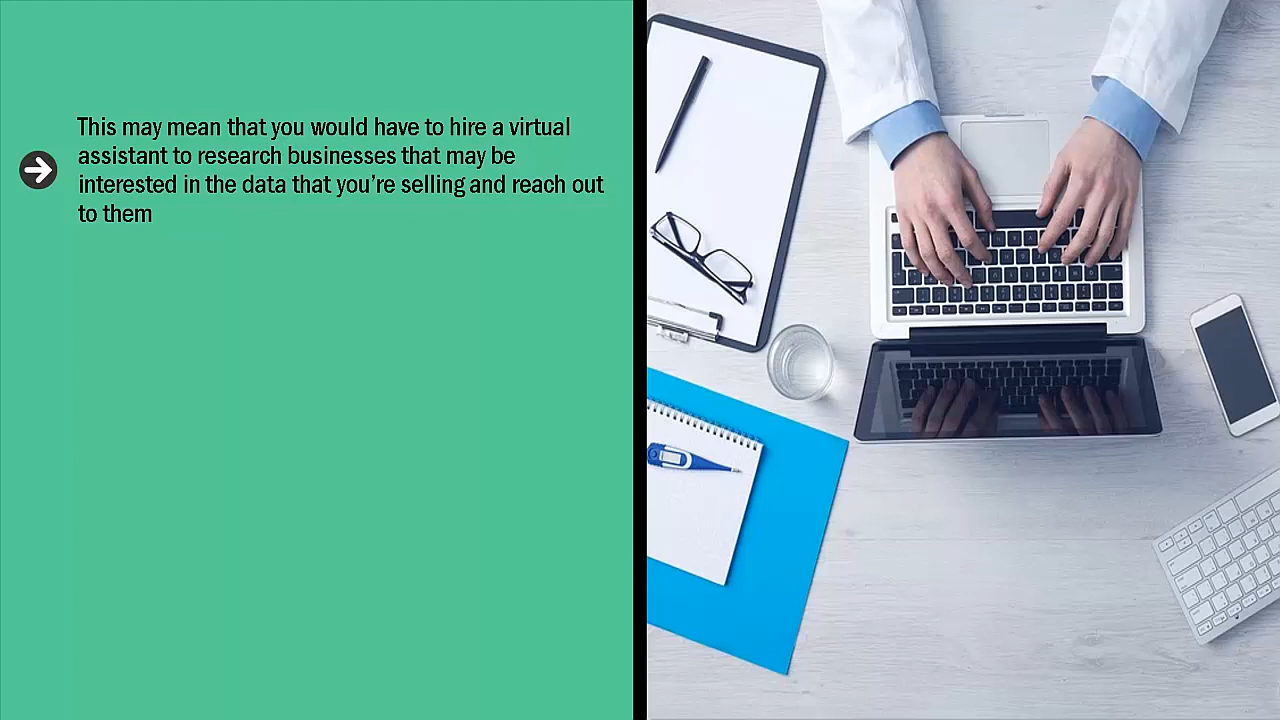 This may mean that you would have to hire a virtual
assistant to research businesses that may be
interested in the data that you’re selling and reach out
to them